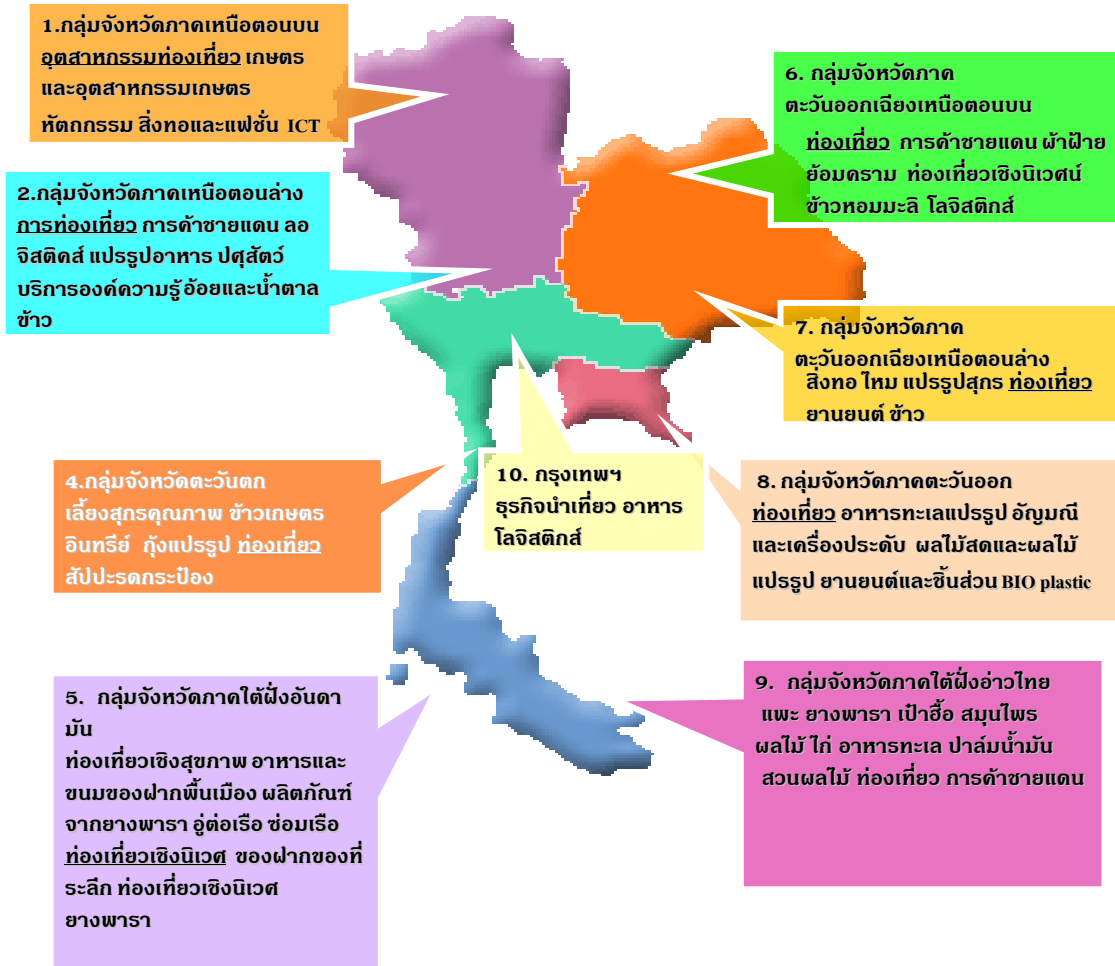 1.กลุ่มจังหวัดภาคเหนือตอนบน
อุตสาหกรรมท่องเที่ยว เกษตร
และอุตสาหกรรมเกษตร
หัตถกรรม สิ่งทอและแฟชั่น ICT
2.กลุ่มจังหวัดภาคเหนือตอนล่าง
การท่องเที่ยว การค้าชายแดน ลอ
จิสติคส์ แปรรูปอาหาร ปศุสัตว์
บริการองค์ความรู้ อ้อยและน้ำตาล
ข้าว
4.กลุ่มจังหวัดตะวันตก
เลี้ยงสุกรคุณภาพ ข้าวเกษตร
อินทรีย์ กุ้งแปรรูป ท่องเที่ยว
สัปปะรดกระป๋อง
5. กลุ่มจังหวัดภาคใต้ฝั่งอันดา
มัน
ท่องเที่ยวเชิงสุขภาพ อาหารและ
ขนมของฝากพื้นเมือง ผลิตภัณฑ์
จากยางพารา อู่ต่อเรือ ซ่อมเรือ
ท่องเที่ยวเชิงนิเวศ ของฝากของที่
ระลึก ท่องเที่ยวเชิงนิเวศ
ยางพารา
6. กลุ่มจังหวัดภาค
ตะวันออกเฉียงเหนือตอนบน
ท่องเที่ยว การค้าชายแดน ผ้าฝ้าย
ย้อมคราม ท่องเที่ยวเชิงนิเวศน์
ข้าวหอมมะลิ โลจิสติกส์
7. กลุ่มจังหวัดภาค
ตะวันออกเฉียงเหนือตอนล่าง
สิ่งทอ ไหม แปรรูปสุกร ท่องเที่ยว
ยานยนต์ ข้าว
10. กรุงเทพฯ
ธุรกิจนำเที่ยว อาหาร
โลจิสติกส์
8. กลุ่มจังหวัดภาคตะวันออก
ท่องเที่ยว อาหารทะเลแปรรูป อัญมณี
และเครื่องประดับ ผลไม้สดและผลไม้
แปรรูป ยานยนต์และชิ้นส่วน BIO plastic
9. กลุ่มจังหวัดภาคใต้ฝั่งอ่าวไทย
แพะ ยางพารา เป๋าฮื้อ สมุนไพร
ผลไม้ ไก่ อาหารทะเล ปาล์มน้ำมัน
สวนผลไม้ ท่องเที่ยว การค้าชายแดน